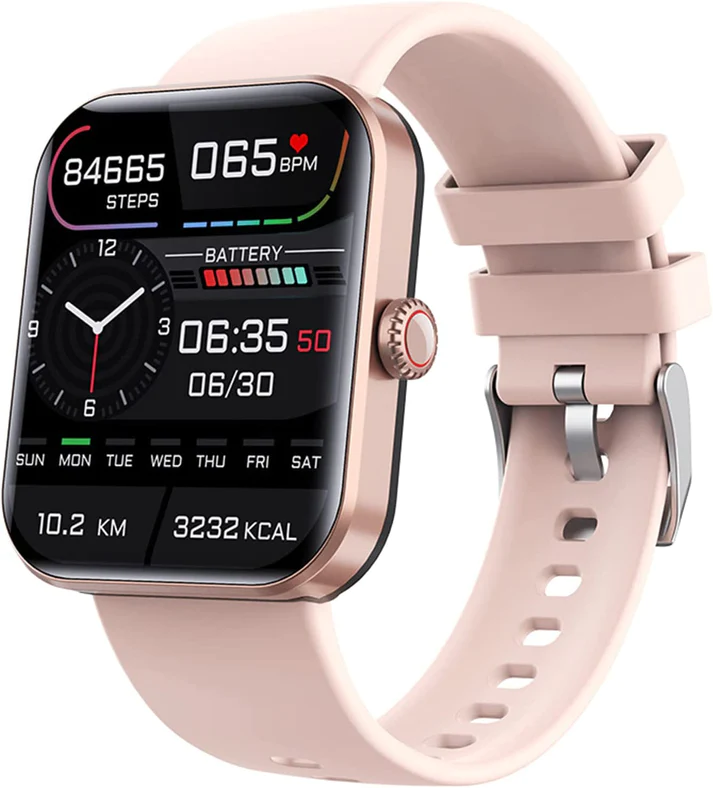 84665
STEPS
065 BPM
12
3
6
9
BATTERY
06:35 50
06/30
SUN MON TUE WED THU FRI SAT
10.2 KM
3232 KCAL